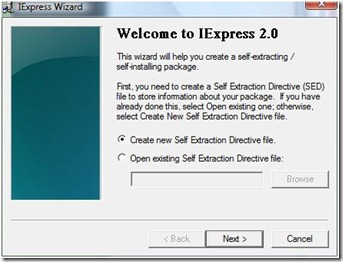 IExpress Wizard
Welcome to IExpress 2.0
This wizard will help you create a self-extracting /
self-installing package.
First, you need to create a Self Extraction Directive (SED)
file to store information about your package. If you have
already done this, select Open existing one; otherwise,
select Create New Self Extraction Directive file.
Create new Self Extraction Directive file.
Open existing Self Extraction Directive file:
Browse
< Back
Next >
Cancel